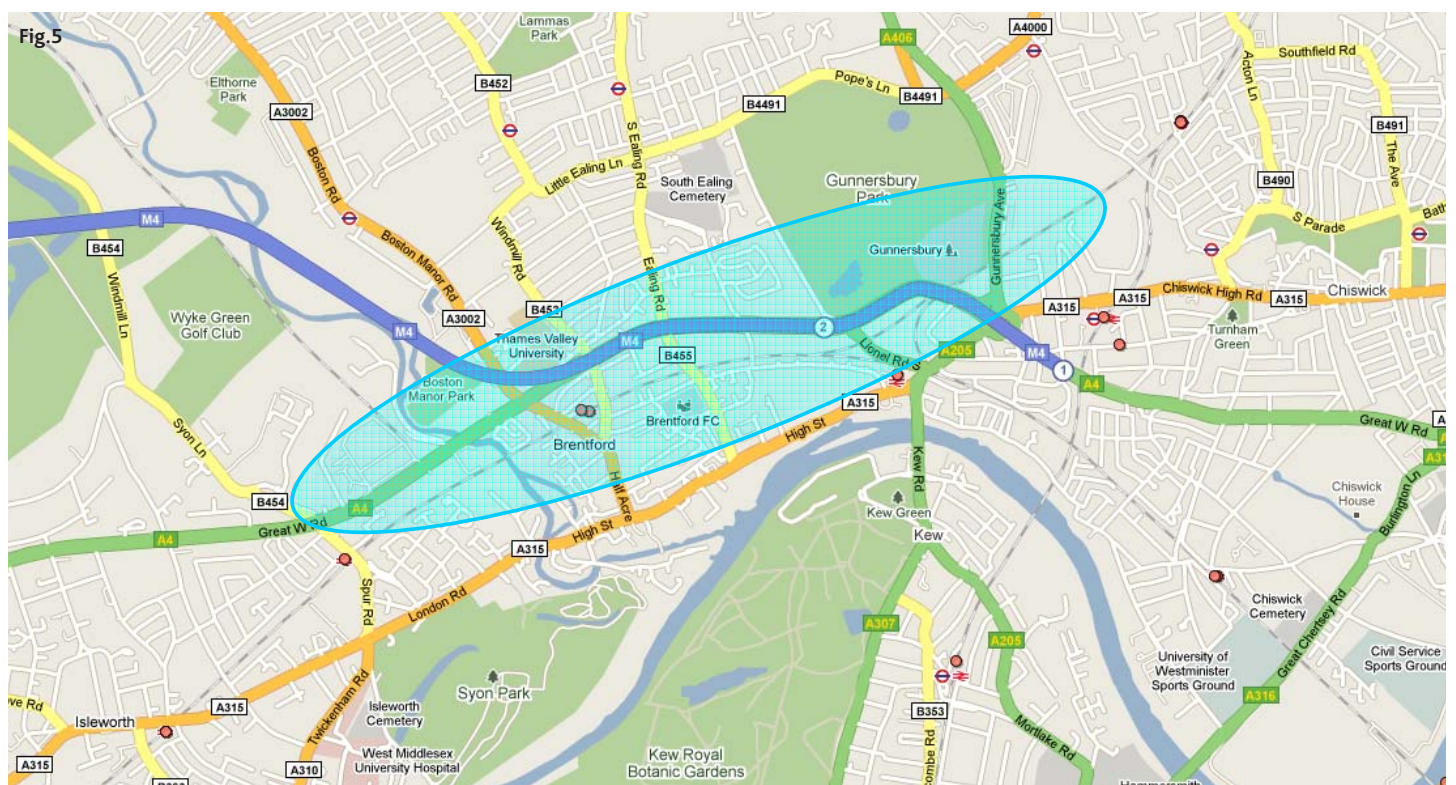 Fig.5
Lammas
Park
A4000
A406
Southfield Rd
Acton Ln
Elthorne
Park
B452
Pope's Ln
B4491
B4491
A3002
B491
The Ave
Boston Rd
S Ealing Rd
Little Ealing Ln
South Ealing
Cemetery
Gunnersbury
Park
B490
S Parade
Bath
M4
B454
Boston Manor Rd
Windmill Rd
Gunnersbury Ave
Gunnersbury
Ealing Rd
Chiswick
Windmill Ln
Chiswick High Rd
A315
A315
A315
B452
Wyke Green
Golf Club
A3002
M4
Thames Valley
University
M4
2
Turnham
Green
B455
Lionel Rd S
A205
M4
1
Boston
Manor Park
A4
A315
Brentford FC
High St
Great W Rd
Syon Ln
Brentford
Kew Rd
Half Acre
Burlington Ln
Chiswick
House
B454
A4
Kew Green
Great W Rd
Kew
A4
High St
A315
Spur Rd
London Rd
Chiswick
Cemetery
Great Chertsey Rd
A307
A205
University of
Westminister
Sports Ground
Civil Service
Sports Ground
Syon Park
A316
ove Rd
Isleworth
A315
Twickenham Rd
Isleworth
Cemetery
B353
Mortlake Rd
West Middlesex
University Hospital
Kew Royal
Botanic Gardens
A315
A310
combe Rd